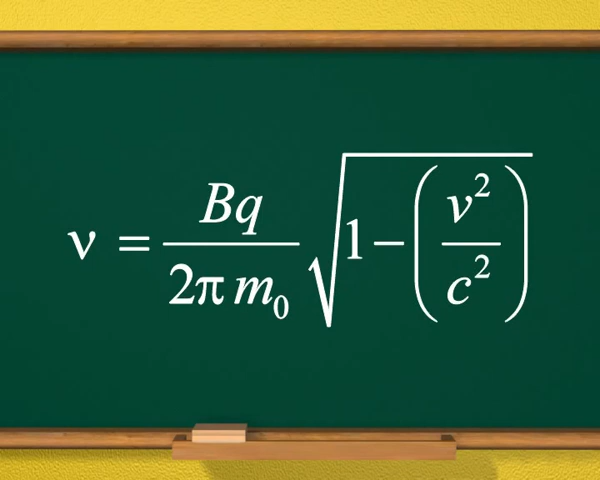 ν = Bq / 2π m₀ √1−(v²/c²)